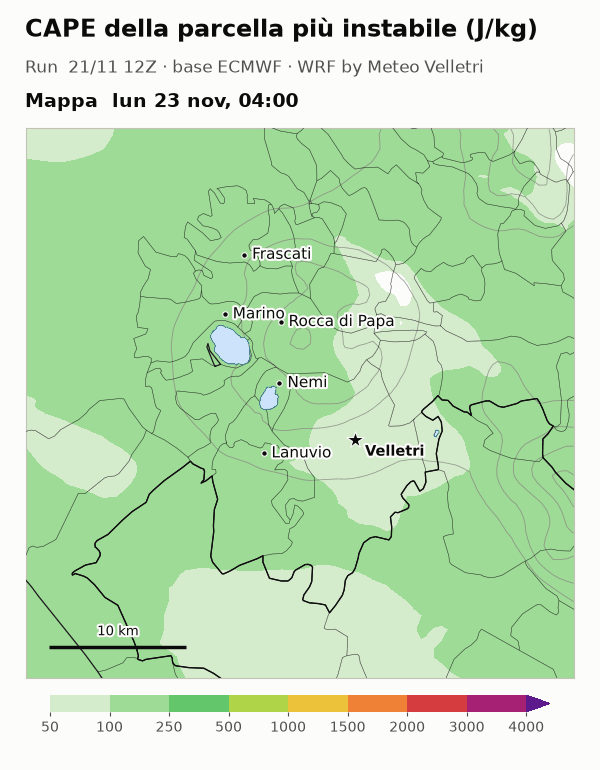 CAPE della parcella più instabile (J/kg)
Run 21/11 12Z · base ECMWF · WRF by Meteo Velletri
Mappa lun 23 nov, 04:00
Frascati
Marino
Rocca di Papa
Nemi
Velletri
Lanuvio
10 km
50 100 250 500 1000 1500 2000 3000 4000